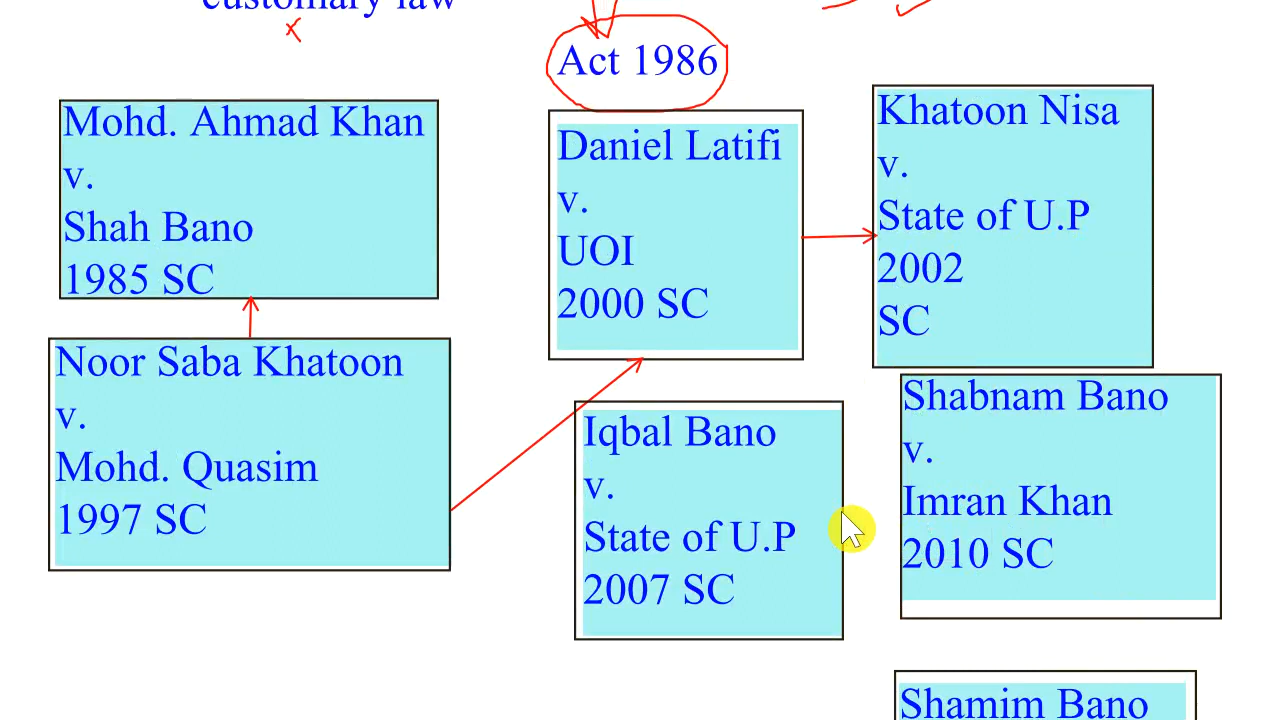 customary law
Act 1986
Mohd. Ahmad Khan
v.
Shah Bano
1985 SC
Daniel Latifi
v.
UOI
2000 SC
Khatoon Nisa
v.
State of U.P
2002
SC
Noor Saba Khatoon
v.
Mohd. Quasim
1997 SC
Iqbal Bano
v.
State of U.P
2007 SC
Shabnam Bano
v.
Imran Khan
2010 SC
Shamim Bano